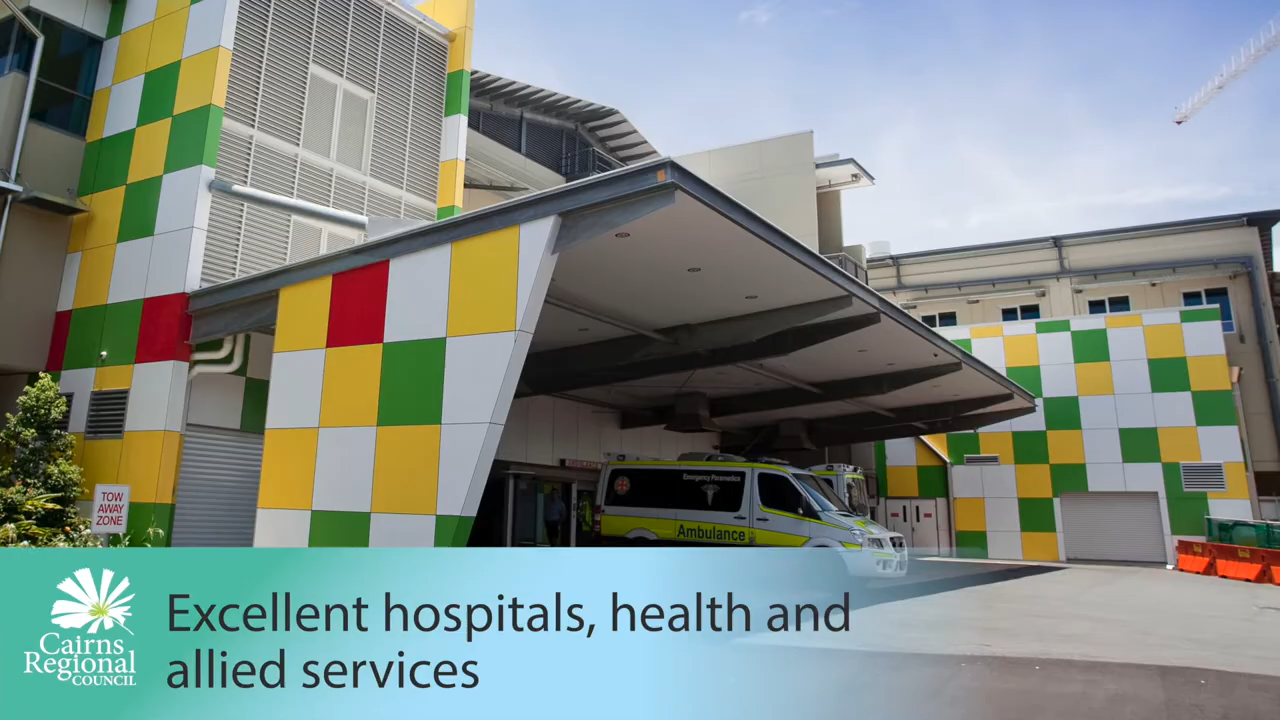 Emergency Paramedics
Ambulance
TOW
AWAY
ZONE
Cairns
Regional
COUNCIL
Excellent hospitals, health and
allied services